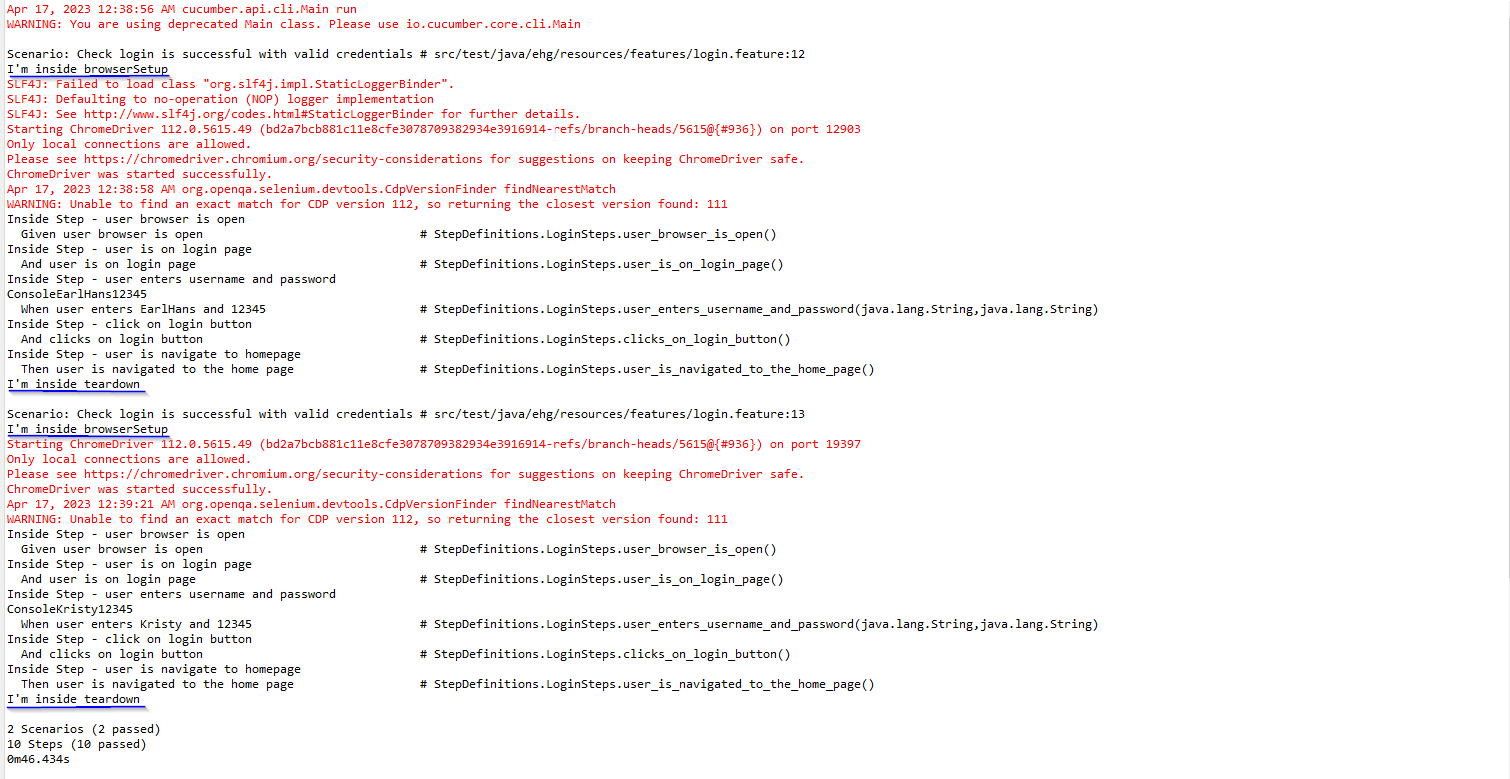 Apr 17, 2023 12:38:56 AM cucumber.api.cli.Main run
WARNING: You are using deprecated Main class. Please use io.cucumber.core.cli.Main
Scenario: Check login is successful with valid credentials # src/test/java/ehg/resources/features/login.feature:12
I'm inside browserSetup
SLF4J: Failed to load class "org.slf4j.impl.StaticLoggerBinder".
SLF4J: Defaulting to no-operation (NOP) logger implementation
SLF4J: See http://www.slf4j.org/codes.html#StaticLoggerBinder for further details.
Starting ChromeDriver 112.0.5615.49 (bd2a7bcb881c11e8cfe3078709382934e3916914-refs/branch-heads/5615@{#936}) on port 12903
Only local connections are allowed.
Please see https://chromedriver.chromium.org/security-considerations for suggestions on keeping ChromeDriver safe.
ChromeDriver was started successfully.
Apr 17, 2023 12:38:58 AM org.openqa.selenium.devtools.CdpVersionFinder findNearestMatch
WARNING: Unable to find an exact match for CDP version 112, so returning the closest version found: 111
Inside Step - user browser is open
Given user browser is open # StepDefinitions.LoginSteps.user_browser_is_open()
Inside Step - user is on login page
And user is on login page # StepDefinitions.LoginSteps.user_is_on_login_page()
Inside Step - user enters username and password
ConsoleEarlHans12345
When user enters EarlHans and 12345 # StepDefinitions.LoginSteps.user_enters_username_and_password(java.lang.String,java.lang.String)
Inside Step - click on login button
And clicks on login button # StepDefinitions.LoginSteps.clicks_on_login_button()
Inside Step - user is navigate to homepage
Then user is navigated to the home page # StepDefinitions.LoginSteps.user_is_navigated_to_the_home_page()
I'm inside teardown
Scenario: Check login is successful with valid credentials # src/test/java/ehg/resources/features/login.feature:13
I'm inside browserSetup
Starting ChromeDriver 112.0.5615.49 (bd2a7bcb881c11e8cfe3078709382934e3916914-refs/branch-heads/5615@{#936}) on port 19397
Only local connections are allowed.
Please see https://chromedriver.chromium.org/security-considerations for suggestions on keeping ChromeDriver safe.
ChromeDriver was started successfully.
Apr 17, 2023 12:39:21 AM org.openqa.selenium.devtools.CdpVersionFinder findNearestMatch
WARNING: Unable to find an exact match for CDP version 112, so returning the closest version found: 111
Inside Step - user browser is open
Given user browser is open # StepDefinitions.LoginSteps.user_browser_is_open()
Inside Step - user is on login page
And user is on login page # StepDefinitions.LoginSteps.user_is_on_login_page()
Inside Step - user enters username and password
ConsoleKristy12345
When user enters Kristy and 12345 # StepDefinitions.LoginSteps.user_enters_username_and_password(java.lang.String,java.lang.String)
Inside Step - click on login button
And clicks on login button # StepDefinitions.LoginSteps.clicks_on_login_button()
Inside Step - user is navigate to homepage
Then user is navigated to the home page # StepDefinitions.LoginSteps.user_is_navigated_to_the_home_page()
I'm inside teardown
2 Scenarios (2 passed)
10 Steps (10 passed)
0m46.434s